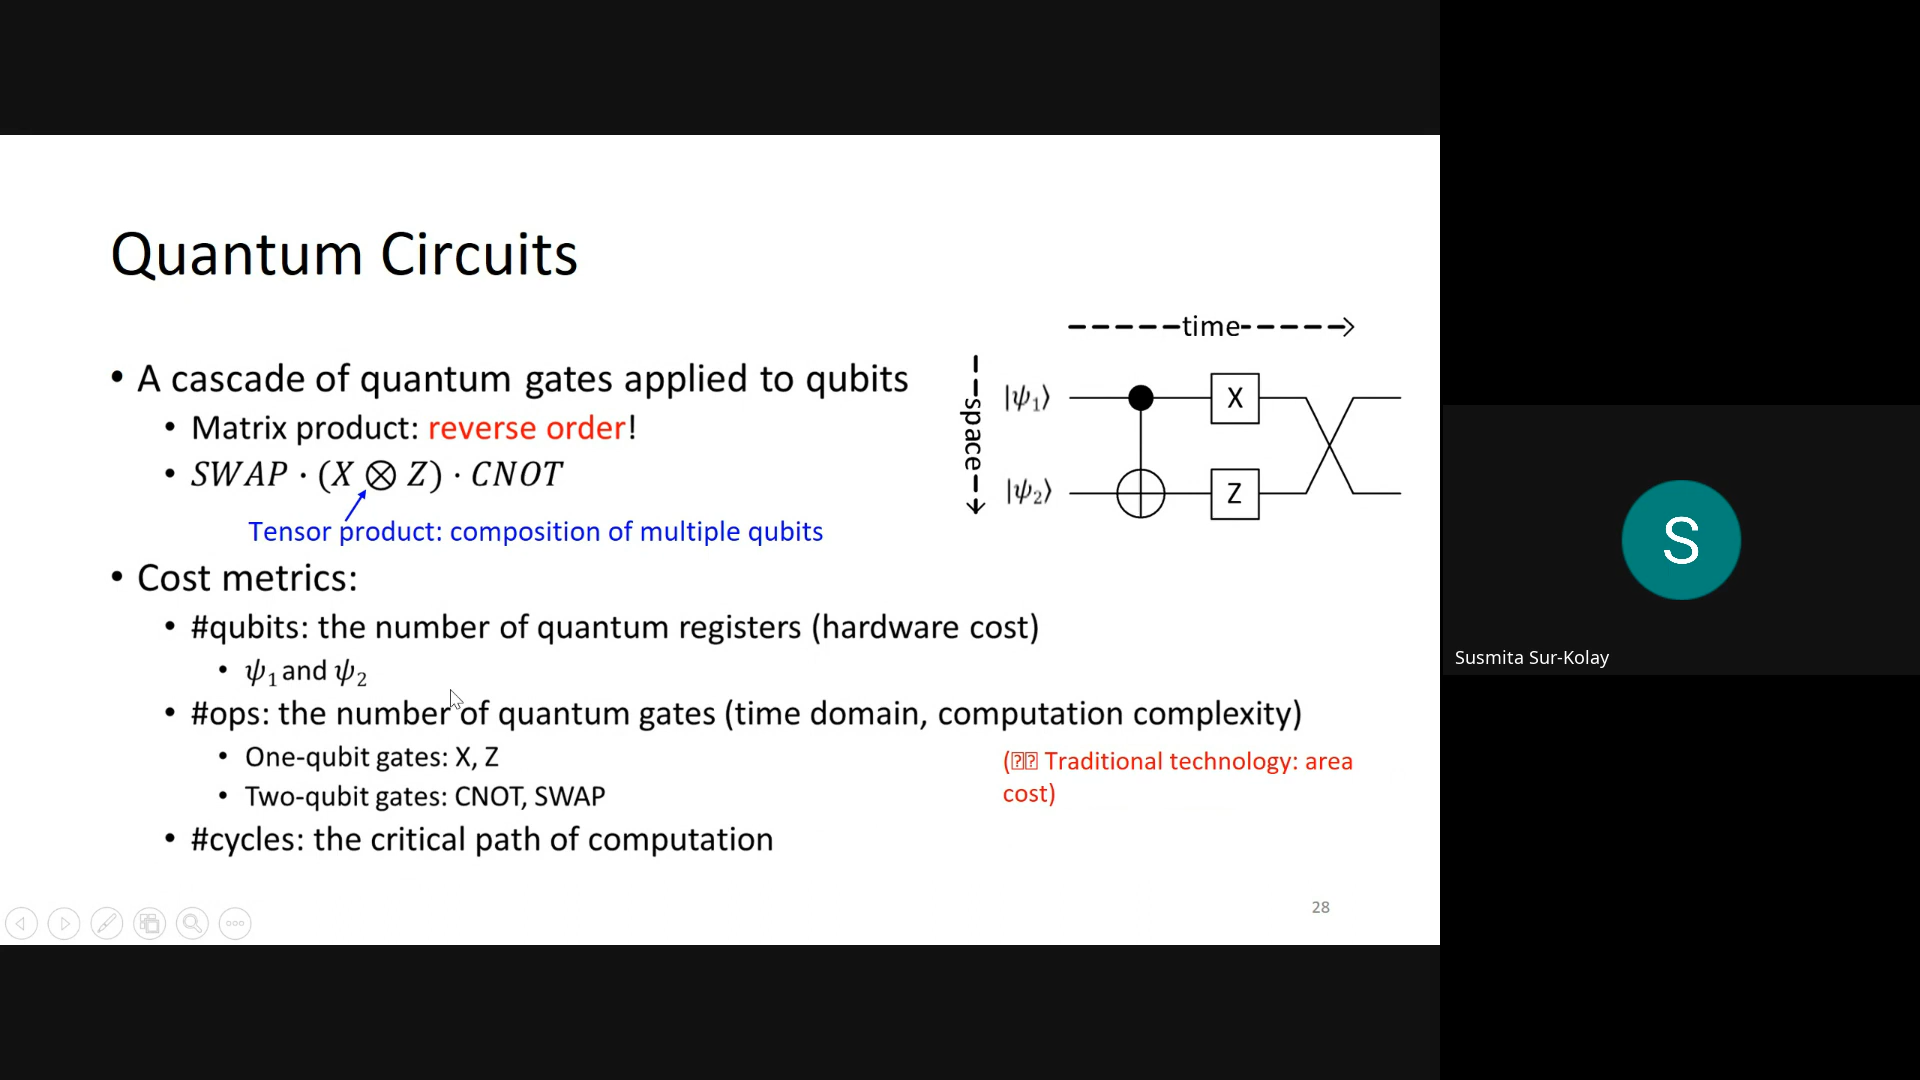 Quantum Circuits
• A cascade of quantum gates applied to qubits
• Matrix product: reverse order!
• SWAP · (X ⊗ Z) · CNOT
Tensor product: composition of multiple qubits
time
space
|ψ₁⟩
X
|ψ₂⟩
Z
• Cost metrics:
• #qubits: the number of quantum registers (hardware cost)
• ψ₁ and ψ₂
• #ops: the number of quantum gates (time domain, computation complexity)
• One-qubit gates: X, Z
• Two-qubit gates: CNOT, SWAP
(Traditional technology: area
cost)
• #cycles: the critical path of computation
28
S
Susmita Sur-Kolay